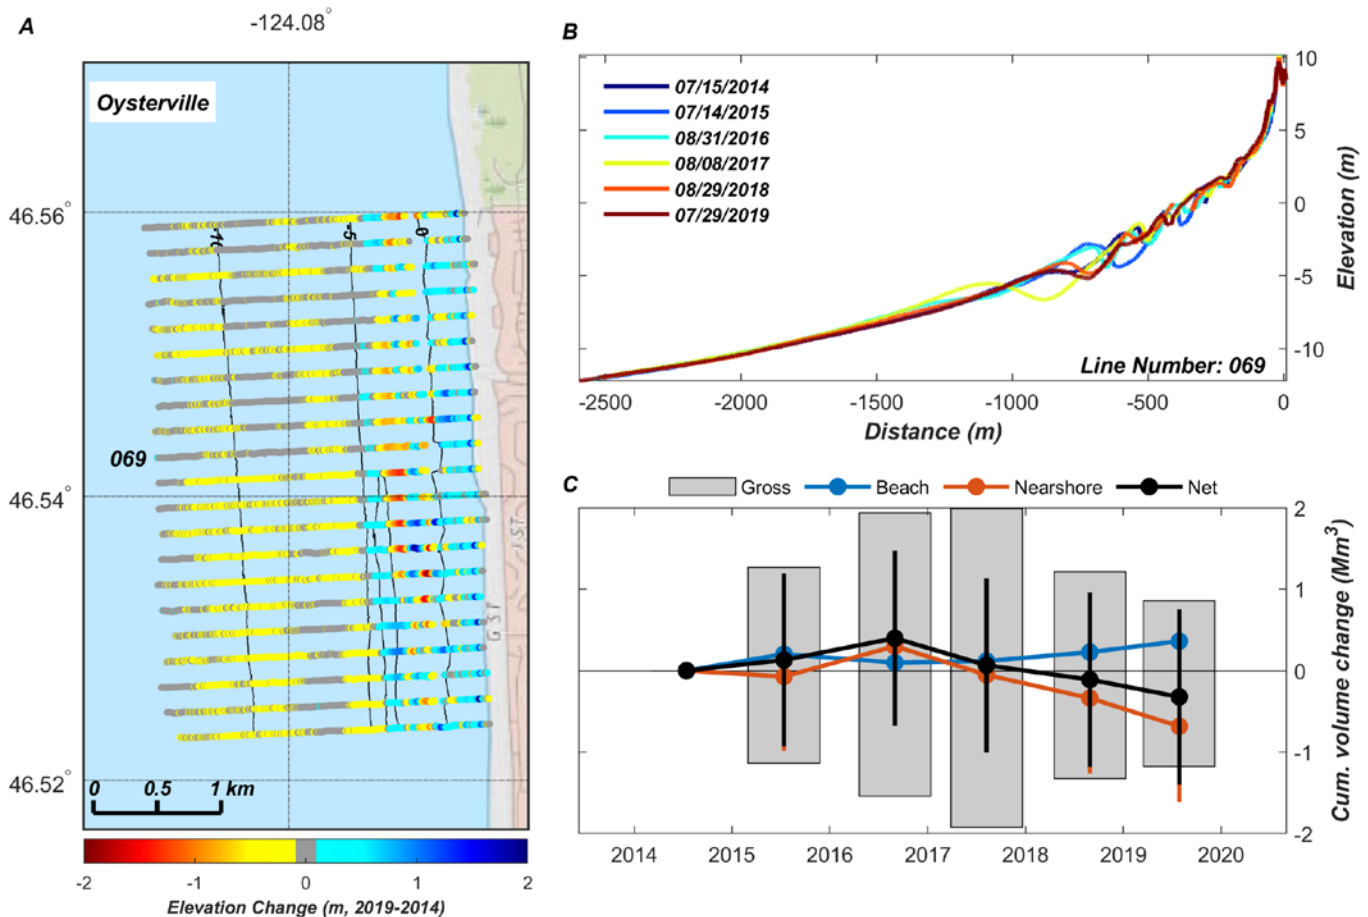 A
-124.08°
Oysterville
46.56°
-5
0
069
46.54°
G ST
46.52°
0 0.5 1 km
-2 -1 0 1 2
Elevation Change (m, 2019-2014)
B
07/15/2014
07/14/2015
08/31/2016
08/08/2017
08/29/2018
07/29/2019
10
5
0
-5
-10
Elevation (m)
Line Number: 069
-2500 -2000 -1500 -1000 -500 0
Distance (m)
C
Gross Beach Nearshore Net
2
1
0
-1
-2
Cum. volume change (Mm³)
2014 2015 2016 2017 2018 2019 2020